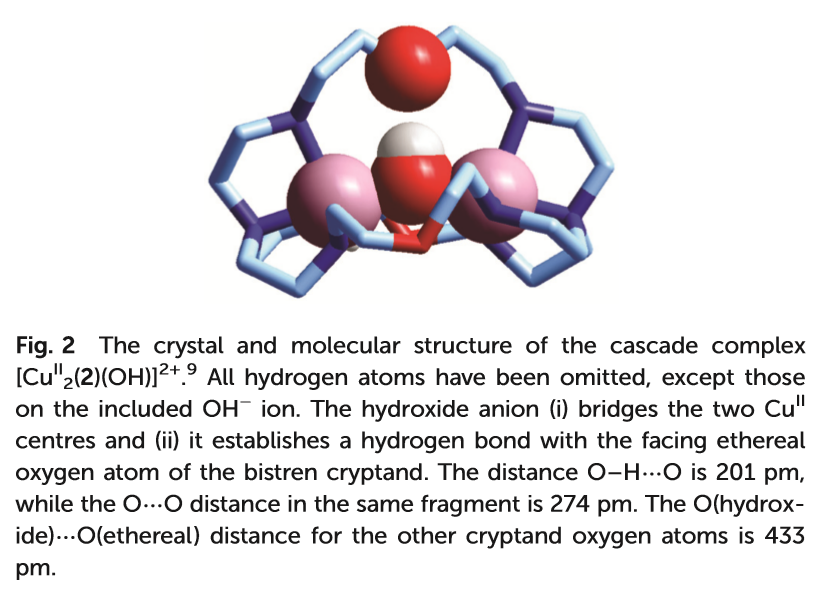 Fig. 2 The crystal and molecular structure of the cascade complex
[Cuᴵᴵ₂(2)(OH)]²⁺.⁹ All hydrogen atoms have been omitted, except those
on the included OH⁻ ion. The hydroxide anion (i) bridges the two Cuᴵᴵ
centres and (ii) it establishes a hydrogen bond with the facing ethereal
oxygen atom of the bistren cryptand. The distance O–H⋯O is 201 pm,
while the O⋯O distance in the same fragment is 274 pm. The O(hydrox-
ide)⋯O(ethereal) distance for the other cryptand oxygen atoms is 433
pm.